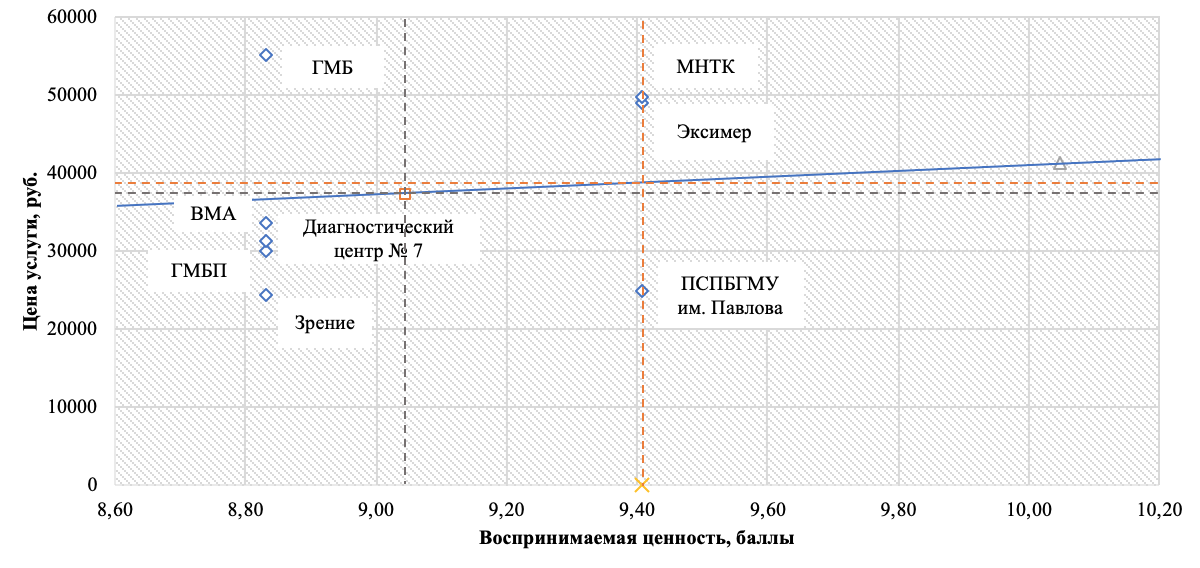 60000
ГМБ
МНТК
50000
Эксимер
40000
ВМА
Диагностический
центр № 7
30000
ГМБП
ПСПБГМУ
им. Павлова
Зрение
20000
10000
0
8,60
8,80
9,00
9,20
9,40
9,60
9,80
10,00
10,20
Цена услуги, руб.
Воспринимаемая ценность, баллы